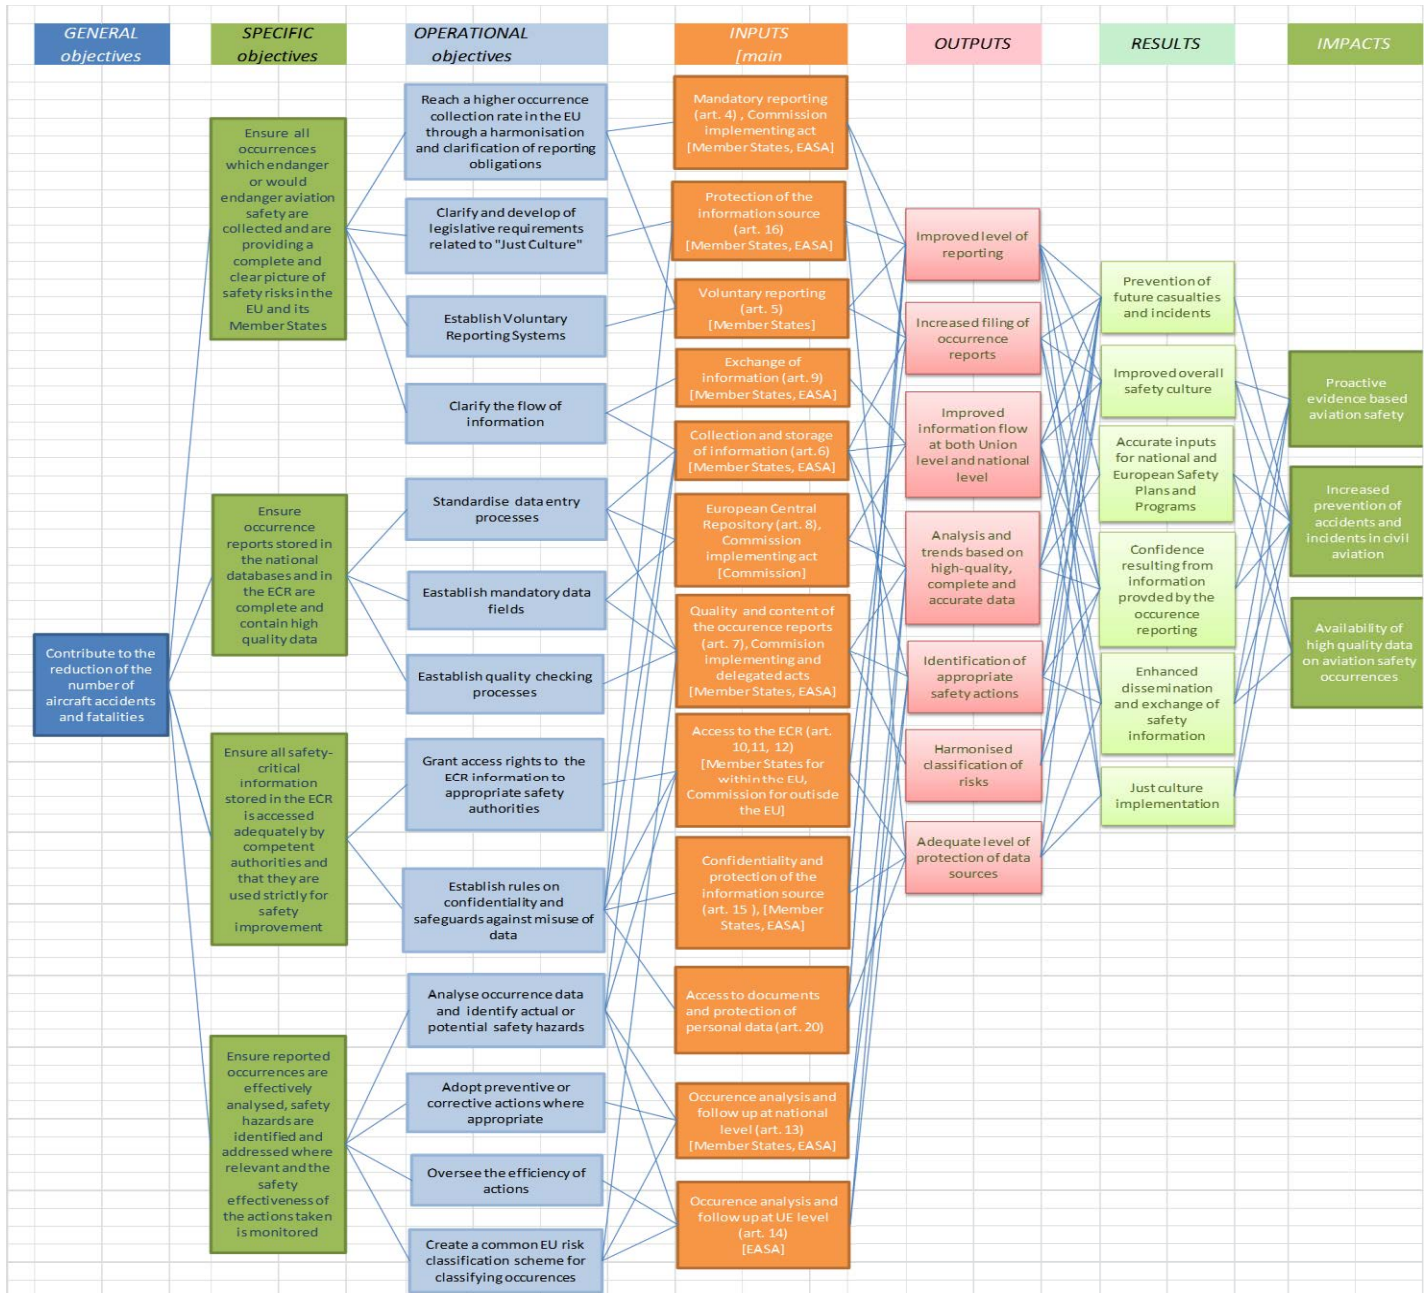 GENERAL
objectives
SPECIFIC
objectives
OPERATIONAL
objectives
INPUTS
[main
OUTPUTS
RESULTS
IMPACTS
Contribute to the
reduction of the
number of
aircraft accidents
and fatalities
Ensure all
occurrences
which endanger
or would
endanger aviation
safety are
collected and are
providing a
complete and
clear picture of
safety risks in the
EU and its
Member States
Ensure
occurrence
reports stored in
the national
databases and in
the ECR are
complete and
contain high
quality data
Ensure all safety-
critical
information
stored in the ECR
is accessed
adequately by
competent
authorities and
that they are
used strictly for
safety
improvement
Ensure reported
occurrences are
effectively
analysed, safety
hazards are
identified and
addressed where
relevant and the
safety
effectiveness of
the actions taken
is monitored
Reach a higher occurrence
collection rate in the EU
through a harmonisation
and clarification of reporting
obligations
Clarify and develop of
legislative requirements
related to "Just Culture"
Establish Voluntary
Reporting Systems
Clarify the flow of
information
Standardise data entry
processes
Eastablish mandatory data
fields
Eastablish quality checking
processes
Grant access rights to the
ECR information to
appropriate safety
authorities
Establish rules on
confidentiality and
safeguards against misuse of
data
Analyse occurrence data
and identify actual or
potential safety hazards
Adopt preventive or
corrective actions where
appropriate
Oversee the efficiency of
actions
Create a common EU risk
classification scheme for
classifying occurences
Mandatory reporting
(art. 4) , Commission
implementing act
[Member States, EASA]
Protection of the
information source
(art. 16)
[Member States, EASA]
Voluntary reporting
(art. 5)
[Member States]
Exchange of
information (art. 9)
[Member States, EASA]
Collection and storage
of information (art.6)
[Member States, EASA]
European Central
Repository (art. 8),
Commission
implementing act
[Commission]
Quality and content of
the occurence reports
(art. 7), Commision
implementing and
delegated acts
[Member States, EASA]
Access to the ECR (art.
10,11, 12)
[Member States for
within the EU,
Commission for outisde
the EU]
Confidentiality and
protection of the
information source
(art. 15 ), [Member
States, EASA]
Access to documents
and protection of
personal data (art. 20)
Occurence analysis and
follow up at national
level (art. 13)
[Member States, EASA]
Occurence analysis and
follow up at UE level
(art. 14)
[EASA]
Improved level of
reporting
Increased filing of
occurrence
reports
Improved
information flow
at both Union
level and national
level
Analysis and
trends based on
high-quality,
complete and
accurate data
Identification of
appropriate
safety actions
Harmonised
classification of
risks
Adequate level of
protection of data
sources
Prevention of
future casualties
and incidents
Improved overall
safety culture
Accurate inputs
for national and
European Safety
Plans and
Programs
Confidence
resulting from
information
provded by the
occurence
reporting
Enhanced
dissemination
and exchange of
safety
information
Just culture
implementation
Proactive
evidence based
aviation safety
Increased
prevention of
accidents and
incidents in civil
aviation
Availability of
high quality data
on aviation safety
occurrences